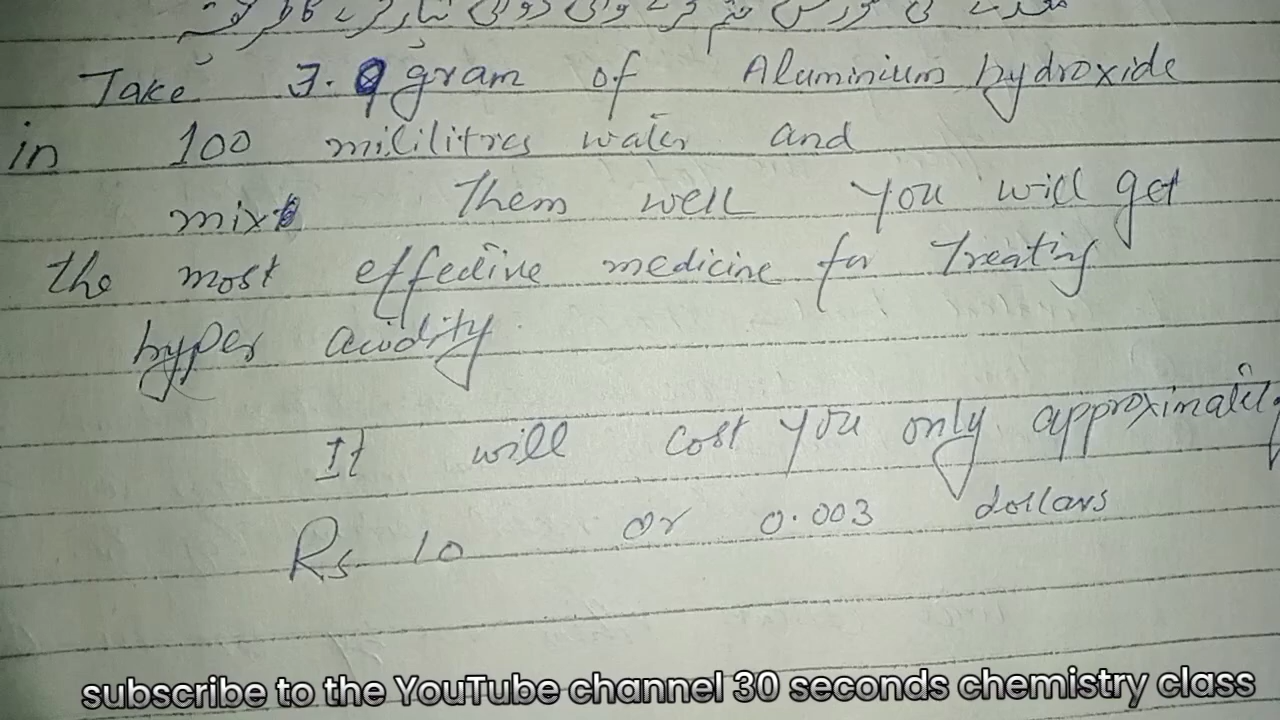 Take 3.9 gram of Aluminium hydroxide
in 100 mililitres water and
mix them well you will get
the most effective medicine for treating
hyper acidity
It will cost you only approximately
Rs 10 or 0.003 dollars
subscribe to the YouTube channel 30 seconds chemistry class